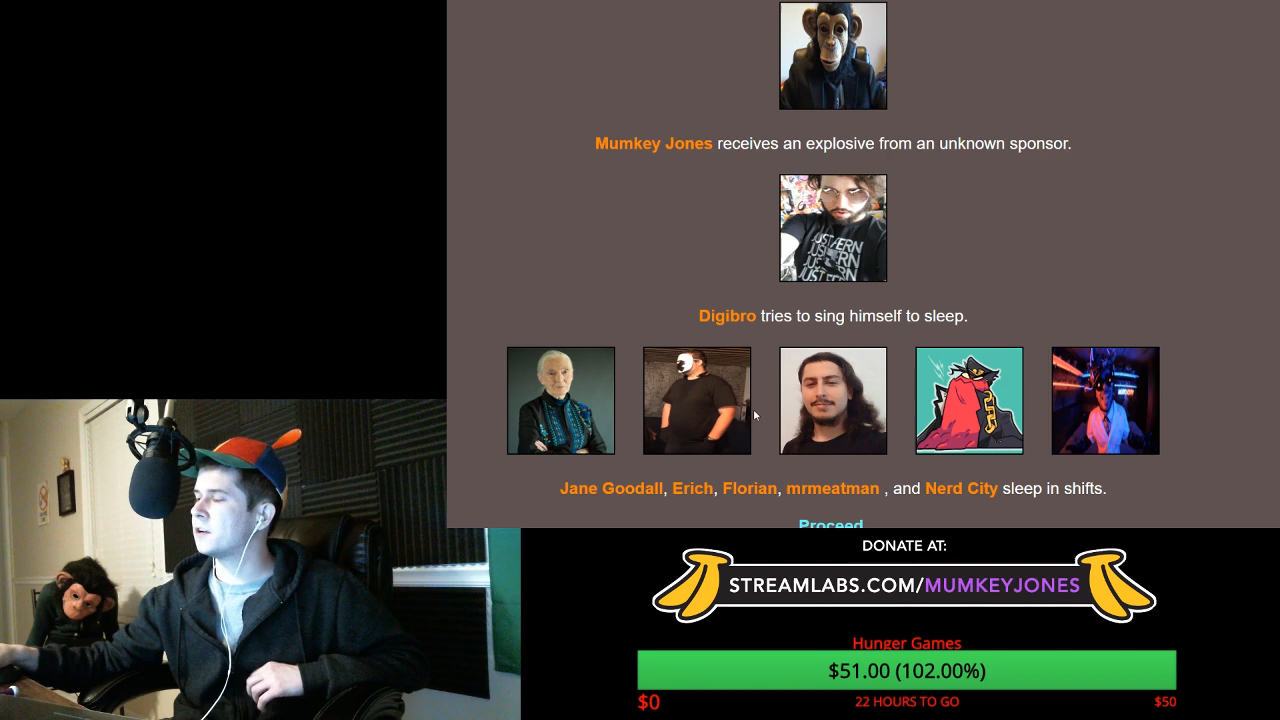 Mumkey Jones receives an explosive from an unknown sponsor.
JUST FERN
Digibro tries to sing himself to sleep.
Jane Goodall, Erich, Florian, mrmeatman , and Nerd City sleep in shifts.
Proceed
DONATE AT:
STREAMLABS.COM/MUMKEYJONES
Hunger Games
$51.00 (102.00%)
$0
22 HOURS TO GO
$50